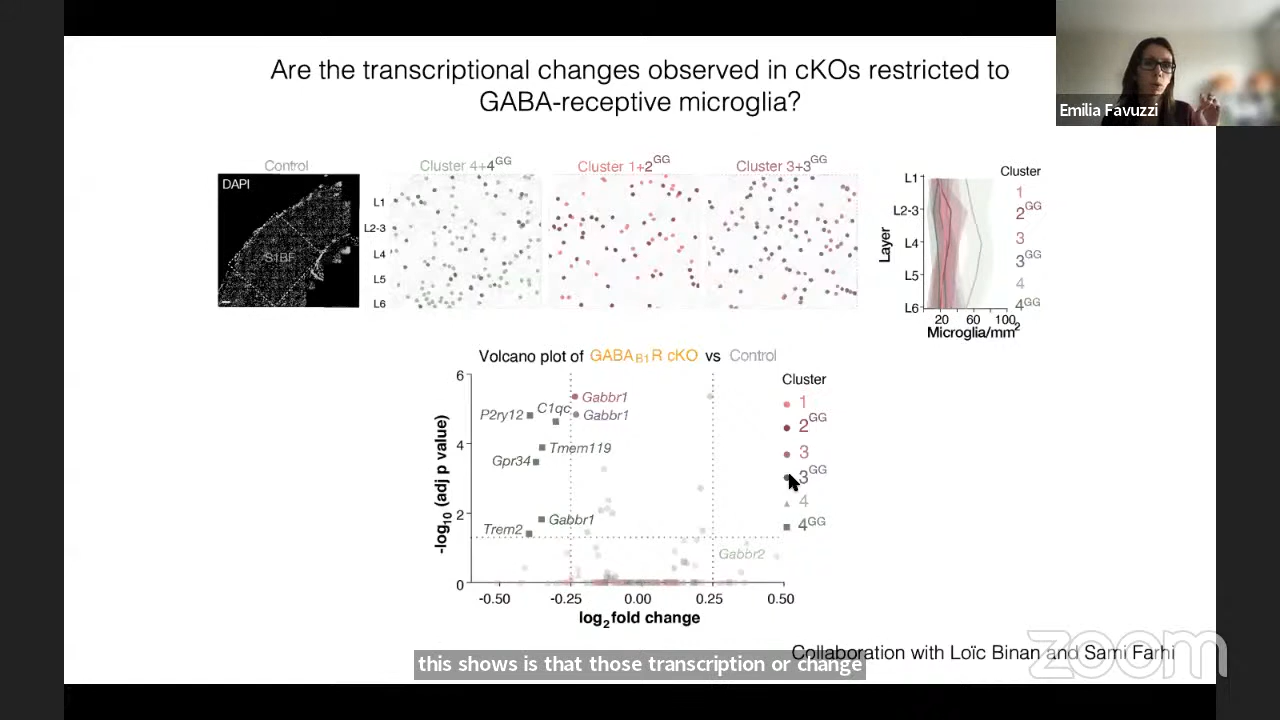 Are the transcriptional changes observed in cKOs restricted to
GABA-receptive microglia?
Emilia Favuzzi
Control
Cluster 4+4GG
Cluster 1+2GG
Cluster 3+3GG
DAPI
S1BF
L1
L2-3
L4
L5
L6
Layer
L1
L2-3
L4
L5
L6
20 60 100
Microglia/mm2
Cluster
1
2GG
3
3GG
4
4GG
Volcano plot of GABAB1R cKO vs Control
-log10 (adj p value)
6
4
2
0
Gabbr1
P2ry12
C1qc
Gabbr1
Tmem119
Gpr34
Gabbr1
Trem2
Gabbr2
-0.50 -0.25 0.00 0.25 0.50
log2fold change
Cluster
1
2GG
3
3GG
4
4GG
Collaboration with Loïc Binan and Sami Farhi
this shows is that those transcription or change
zoom